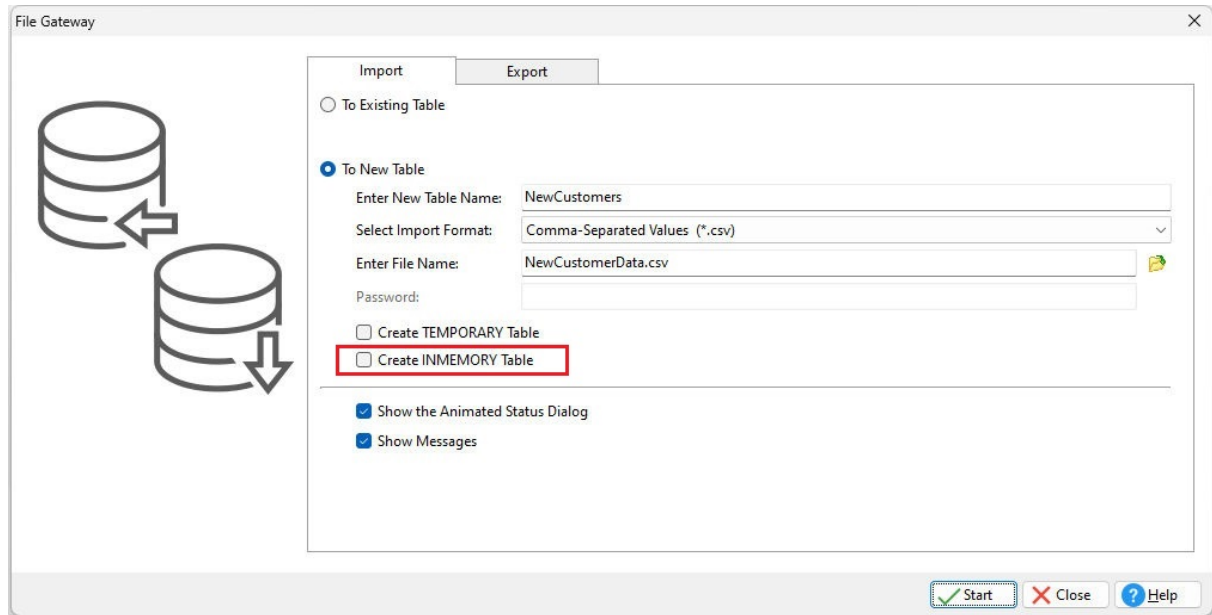 File Gateway
Import
Export
To Existing Table
To New Table
Enter New Table Name: NewCustomers
Select Import Format: Comma-Separated Values (*.csv)
Enter File Name: NewCustomerData.csv
Password:
Create TEMPORARY Table
Create INMEMORY Table
Show the Animated Status Dialog
Show Messages
Start
Close
Help